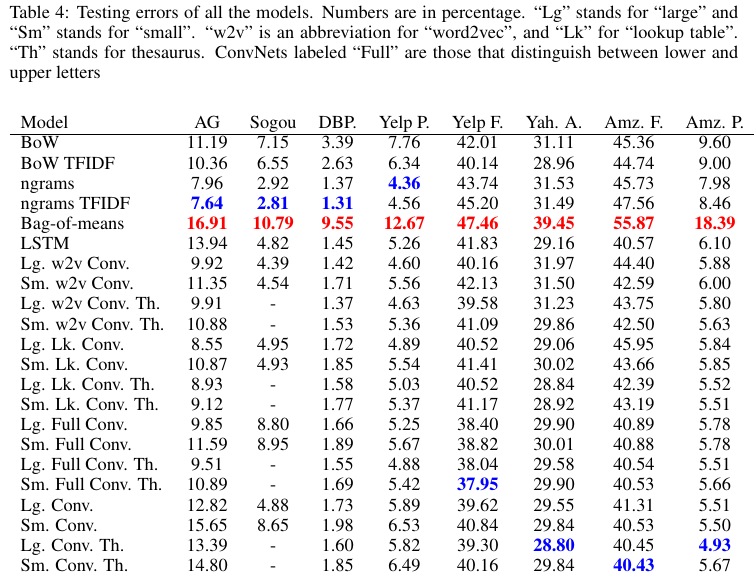 Table 4: Testing errors of all the models. Numbers are in percentage. “Lg” stands for “large” and
“Sm” stands for “small”. “w2v” is an abbreviation for “word2vec”, and “Lk” for “lookup table”.
“Th” stands for thesaurus. ConvNets labeled “Full” are those that distinguish between lower and
upper letters
Model AG Sogou DBP. Yelp P. Yelp F. Yah. A. Amz. F. Amz. P.
BoW 11.19 7.15 3.39 7.76 42.01 31.11 45.36 9.60
BoW TFIDF 10.36 6.55 2.63 6.34 40.14 28.96 44.74 9.00
ngrams 7.96 2.92 1.37 4.36 43.74 31.53 45.73 7.98
ngrams TFIDF 7.64 2.81 1.31 4.56 45.20 31.49 47.56 8.46
Bag-of-means 16.91 10.79 9.55 12.67 47.46 39.45 55.87 18.39
LSTM 13.94 4.82 1.45 5.26 41.83 29.16 40.57 6.10
Lg. w2v Conv. 9.92 4.39 1.42 4.60 40.16 31.97 44.40 5.88
Sm. w2v Conv. 11.35 4.54 1.71 5.56 42.13 31.50 42.59 6.00
Lg. w2v Conv. Th. 9.91 - 1.37 4.63 39.58 31.23 43.75 5.80
Sm. w2v Conv. Th. 10.88 - 1.53 5.36 41.09 29.86 42.50 5.63
Lg. Lk. Conv. 8.55 4.95 1.72 4.89 40.52 29.06 45.95 5.84
Sm. Lk. Conv. 10.87 4.93 1.85 5.54 41.41 30.02 43.66 5.85
Lg. Lk. Conv. Th. 8.93 - 1.58 5.03 40.52 28.84 42.39 5.52
Sm. Lk. Conv. Th. 9.12 - 1.77 5.37 41.17 28.92 43.19 5.51
Lg. Full Conv. 9.85 8.80 1.66 5.25 38.40 29.90 40.89 5.78
Sm. Full Conv. 11.59 8.95 1.89 5.67 38.82 30.01 40.88 5.78
Lg. Full Conv. Th. 9.51 - 1.55 4.88 38.04 29.58 40.54 5.51
Sm. Full Conv. Th. 10.89 - 1.69 5.42 37.95 29.90 40.53 5.66
Lg. Conv. 12.82 4.88 1.73 5.89 39.62 29.55 41.31 5.51
Sm. Conv. 15.65 8.65 1.98 6.53 40.84 29.84 40.53 5.50
Lg. Conv. Th. 13.39 - 1.60 5.82 39.30 28.80 40.45 4.93
Sm. Conv. Th. 14.80 - 1.85 6.49 40.16 29.84 40.43 5.67